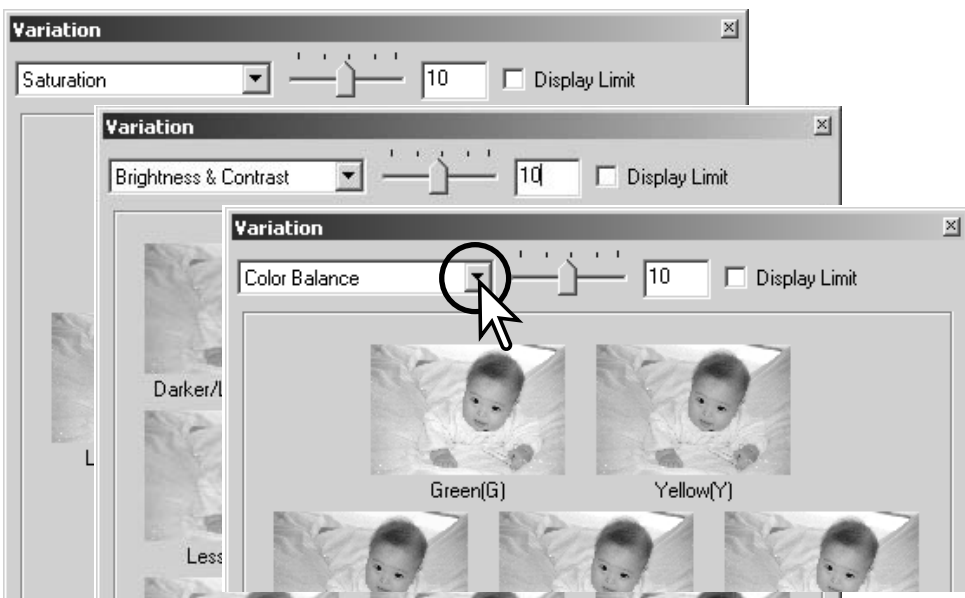 Variation
Saturation 10 Display Limit
Variation
Brightness & Contrast 10 Display Limit
Variation
Color Balance 10 Display Limit
Darker/L
L
Green(G) Yellow(Y)
Less